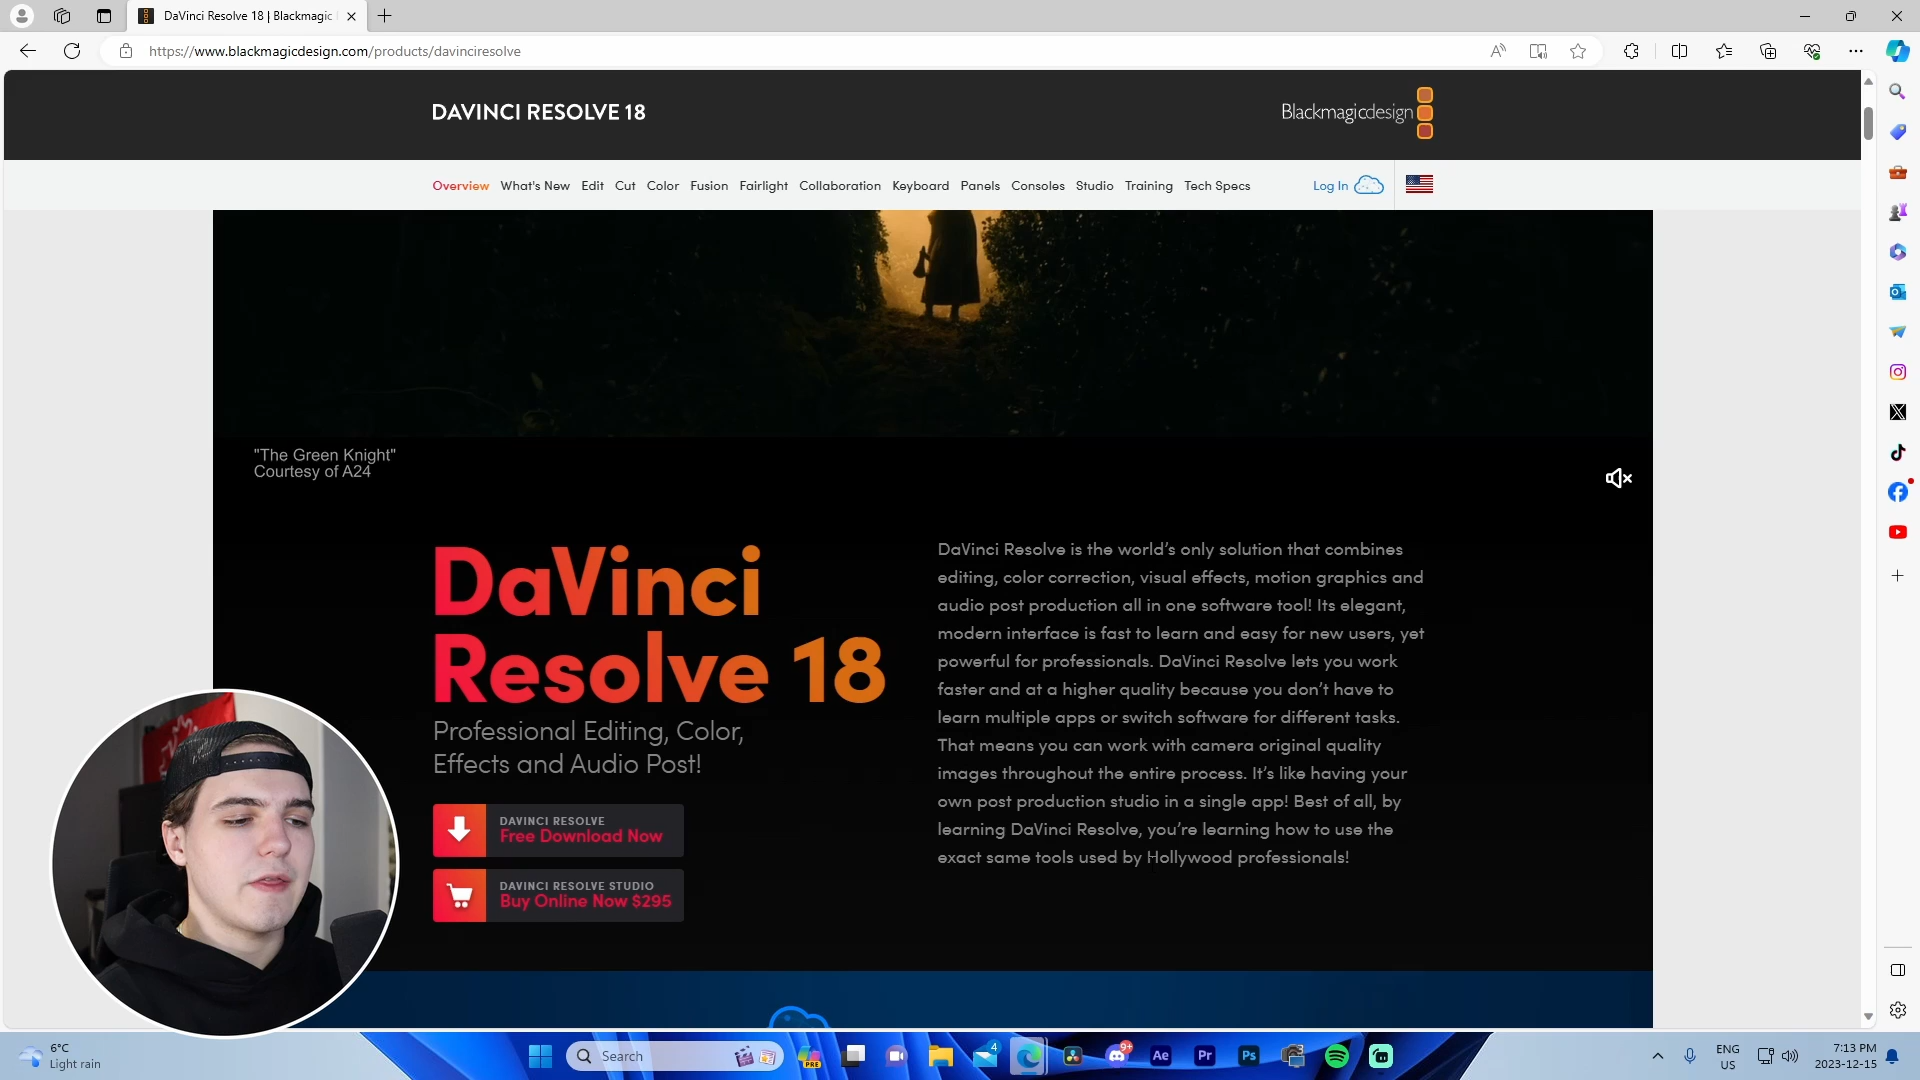 DaVinci Resolve 18 | Blackmagic
https://www.blackmagicdesign.com/products/davinciresolve
DAVINCI RESOLVE 18
Blackmagicdesign
Overview What's New Edit Cut Color Fusion Fairlight Collaboration Keyboard Panels Consoles Studio Training Tech Specs Log In
"The Green Knight"
Courtesy of A24
DaVinci
Resolve 18
Professional Editing, Color,
Effects and Audio Post!
DAVINCI RESOLVE
Free Download Now
DAVINCI RESOLVE STUDIO
Buy Online Now $295
DaVinci Resolve is the world’s only solution that combines
editing, color correction, visual effects, motion graphics and
audio post production all in one software tool! Its elegant,
modern interface is fast to learn and easy for new users, yet
powerful for professionals. DaVinci Resolve lets you work
faster and at a higher quality because you don’t have to
learn multiple apps or switch software for different tasks.
That means you can work with camera original quality
images throughout the entire process. It’s like having your
own post production studio in a single app! Best of all, by
learning DaVinci Resolve, you’re learning how to use the
exact same tools used by Hollywood professionals!
6°C
Light rain
Search
PRE
4
9+
Ae
Pr
Ps
ENG
US
7:13 PM
2023-12-15